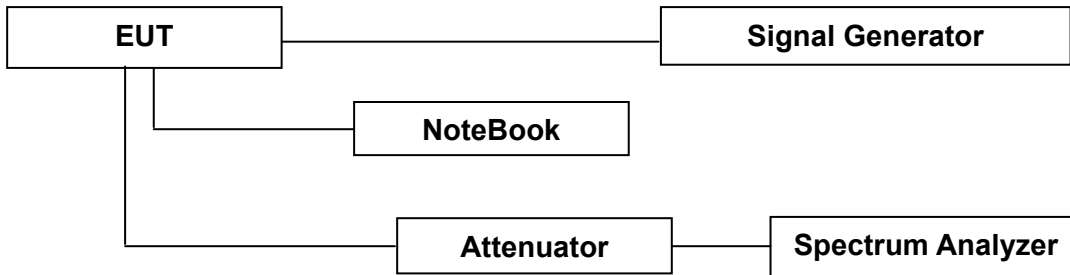 EUT
Signal Generator
NoteBook
Attenuator
Spectrum Analyzer